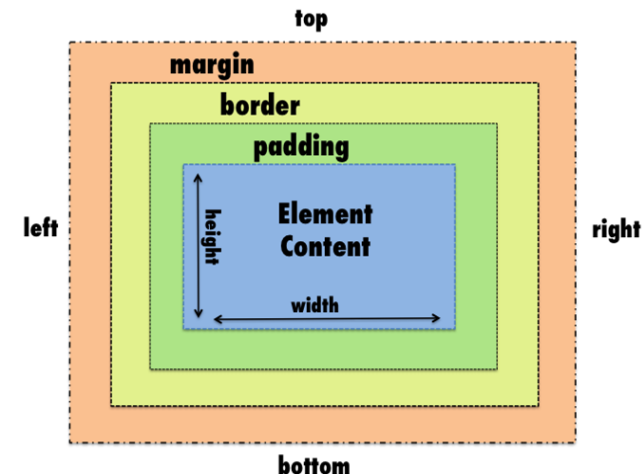 top
margin
border
padding
left
height
Element
Content
right
width
bottom